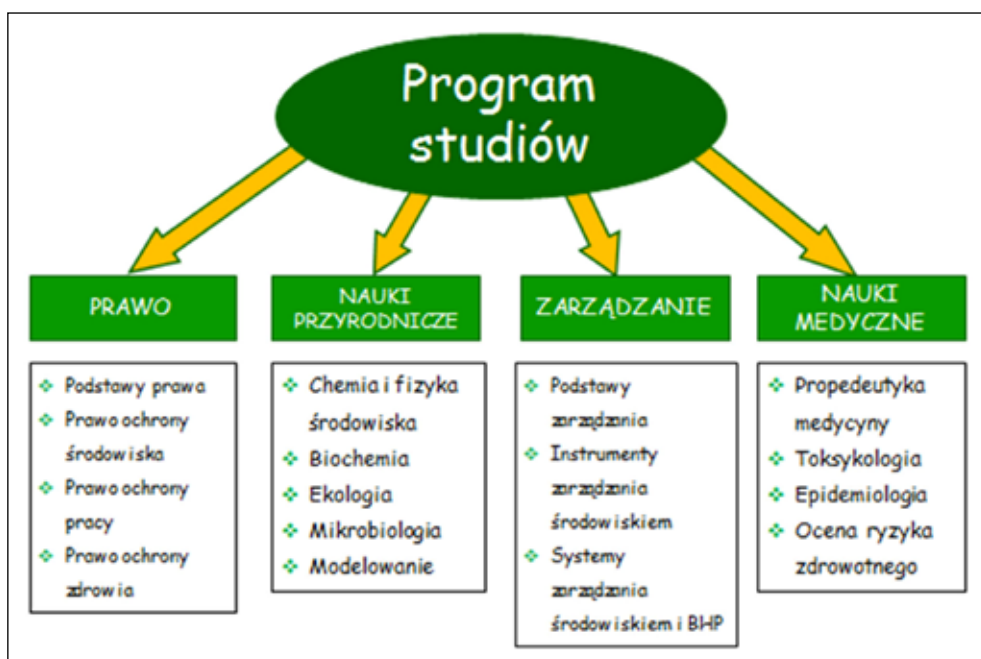 Program
studiów
PRAWO
NAUKI
PRZYRODNICZE
ZARZĄDZANIE
NAUKI
MEDYCZNE
Podstawy prawa
Prawo ochrony
środowiska
Prawo ochrony
pracy
Prawo ochrony
zdrowia
Chemia i fizyka
środowiska
Biochemia
Ekologia
Mikrobiologia
Modelowanie
Podstawy
zarządzania
Instrumenty
zarządzania
środowiskiem
Systemy
zarządzania
środowiskiem i BHP
Propedeutyka
medycyny
Toksykologia
Epidemiologia
Ocena ryzyka
zdrowotnego